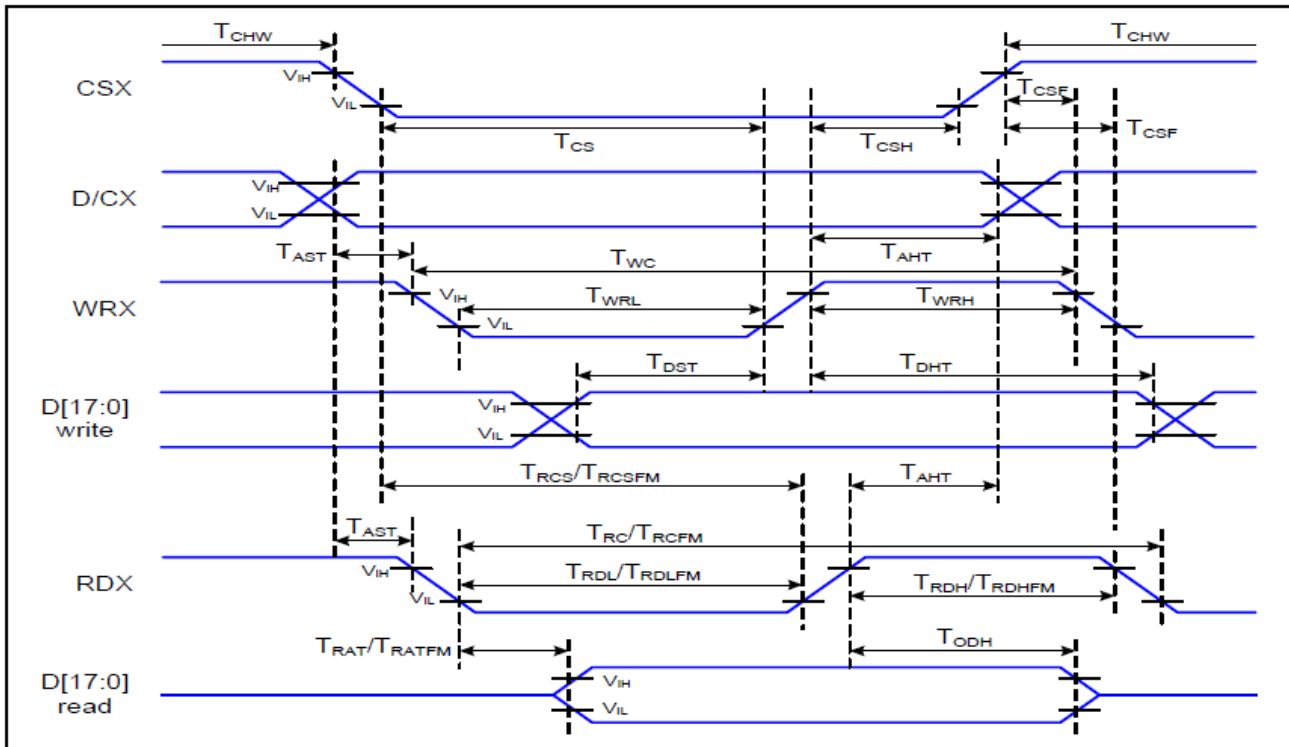 TCHW TCHW
VIH
CSX
TCSF
VIL
TCSF
TCS TCSH
VIH
D/CX
VIL
TAST TWC TAHT
VIH
WRX TWRL TWRH
VIL
TDST TDHT
D[17:0] VIH
write VIL
TRCS/TRCSFM TAHT
TAST TRC/TRCFM
VIH
RDX TRDL/TRDLFM TRDH/TRDHFM
VIL
TRAT/TRATFM TODH
D[17:0] VIH
read VIL